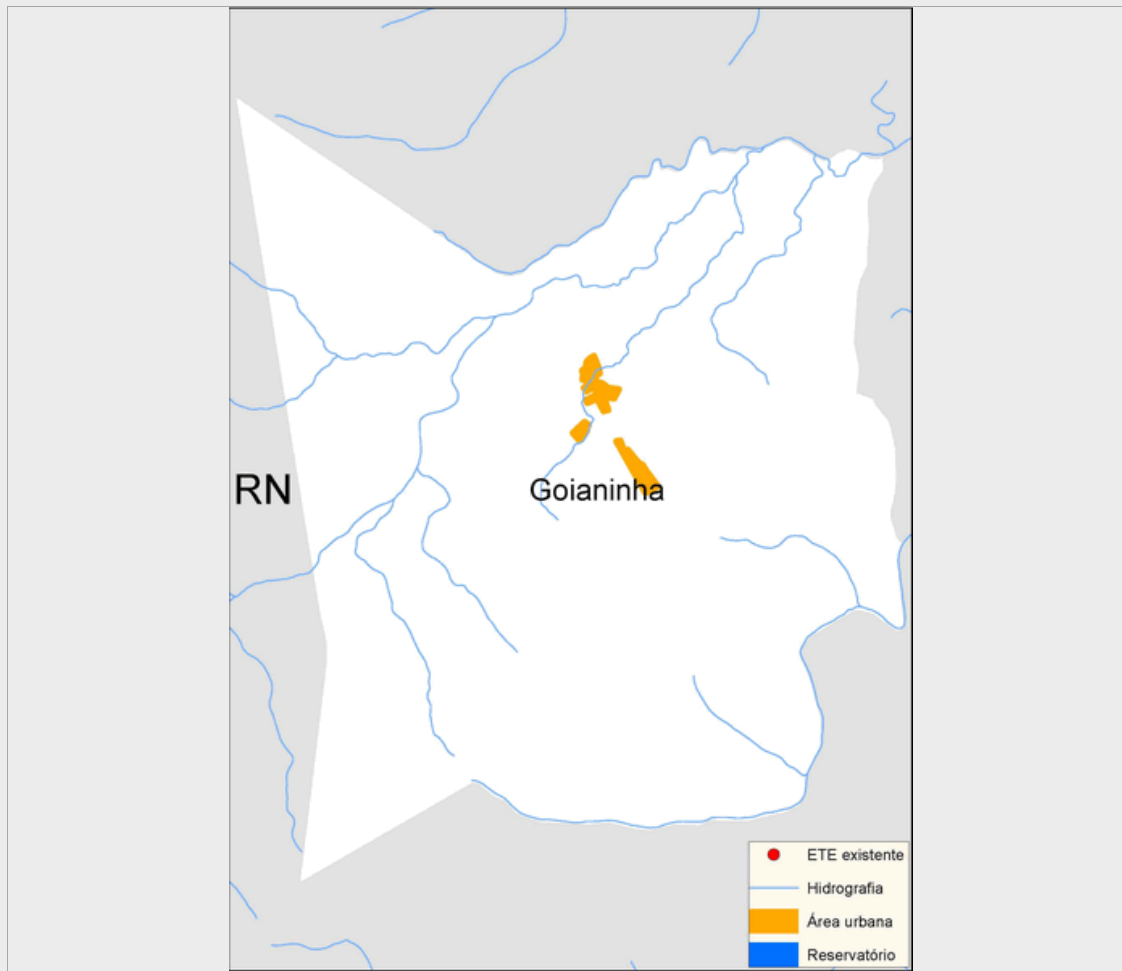 RN
Goianinha
ETE existente
Hidrografia
Área urbana
Reservatório